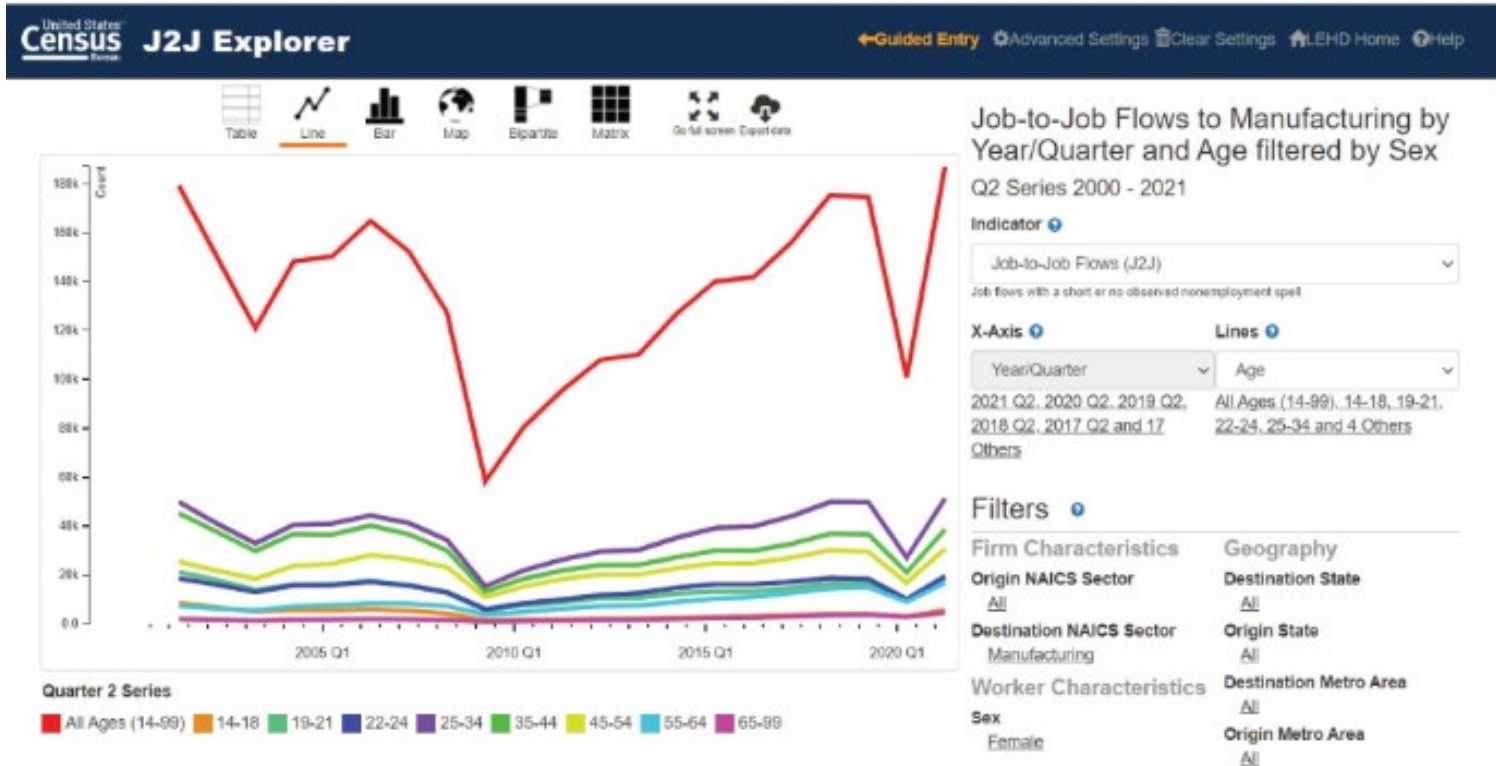 United States
Census
Bureau
J2J Explorer
Guided Entry Advanced Settings Clear Settings LEHD Home Help
Table Line Bar Map Bipartite Matrix Go full screen Export data
Job-to-Job Flows to Manufacturing by
Year/Quarter and Age filtered by Sex
Q2 Series 2000 - 2021
Indicator
Job-to-Job Flows (J2J)
Job flows with a short or no observed nonemployment spell
X-Axis
Lines
Year/Quarter
Age
2021 Q2, 2020 Q2, 2019 Q2,
2018 Q2, 2017 Q2 and 17
Others
All Ages (14-99), 14-18, 19-21,
22-24, 25-34 and 4 Others
Filters
Firm Characteristics
Origin NAICS Sector
All
Destination NAICS Sector
Manufacturing
Worker Characteristics
Sex
Female
Geography
Destination State
All
Origin State
All
Destination Metro Area
All
Origin Metro Area
All
Count
180k
160k
140k
120k
100k
80k
60k
40k
20k
0.0
2005 Q1 2010 Q1 2015 Q1 2020 Q1
Quarter 2 Series
All Ages (14-99) 14-18 19-21 22-24 25-34 35-44 45-54 55-64 65-99